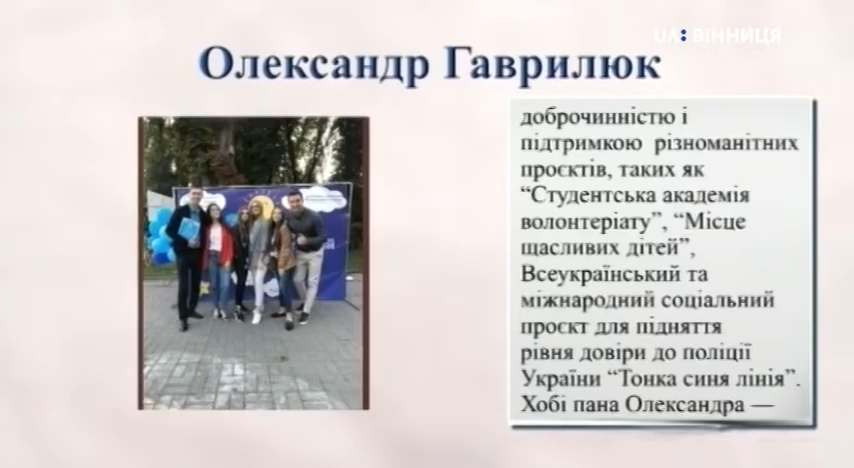 UA: ВІННИЦЯ
Олександр Гаврилюк
доброчинністю і
підтримкою різноманітних
проєктів, таких як
“Студентська академія
волонтеріату”, “Місце
щасливих дітей”,
Всеукраїнський та
міжнародний соціальний
проєкт для підняття
рівня довіри до поліції
України “Тонка синя лінія”.
Хобі пана Олександра —